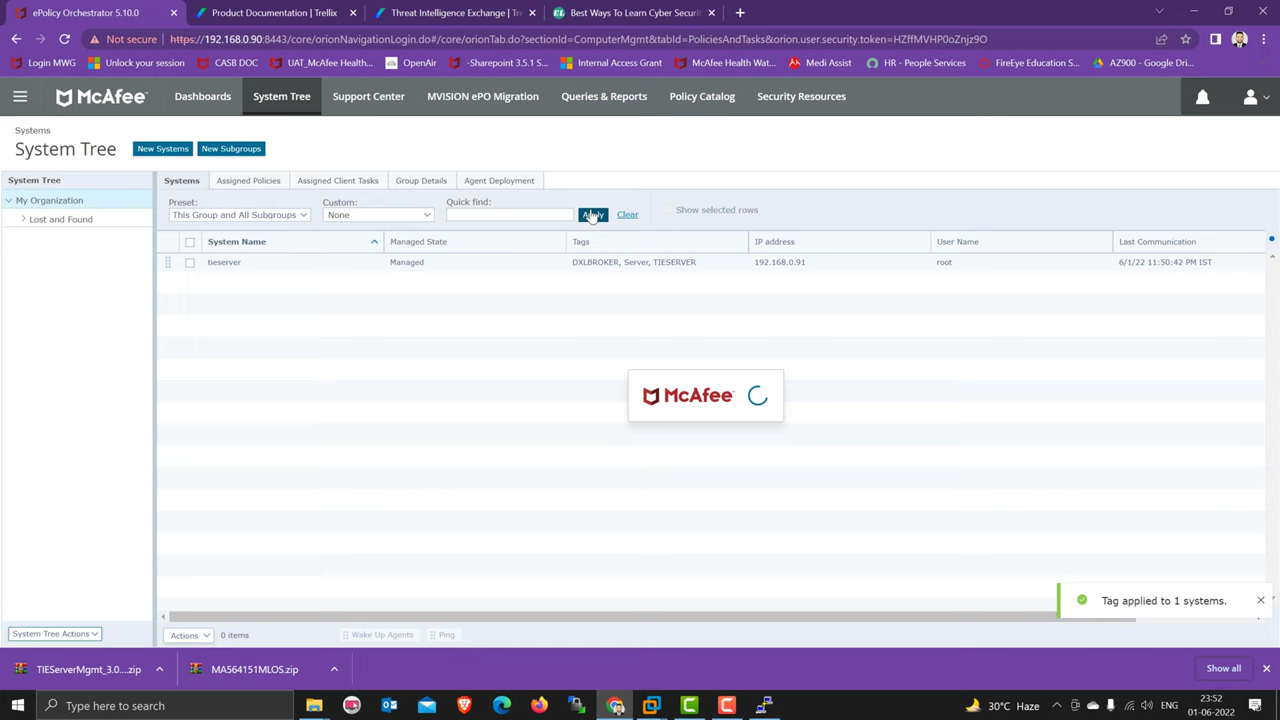 ePolicy Orchestrator 5.10.0
Product Documentation | Trellix
Threat Intelligence Exchange | Tr
Best Ways To Learn Cyber Securi
Not secure
https://192.168.0.90:8443/core/orionNavigationLogin.do#/core/orionTab.do?sectionId=ComputerMgmt&tabId=PoliciesAndTasks&orion.user.security.token=HZffMVHP0oZnjz9O
Login MWG
Unlock your session
CASB DOC
UAT_McAfee Health...
OpenAir
-Sharepoint 3.5.1 S...
Internal Access Grant
McAfee Health Wat...
Medi Assist
HR - People Services
FireEye Education S...
AZ900 - Google Dri...
McAfee™
Dashboards
System Tree
Support Center
MVISION ePO Migration
Queries & Reports
Policy Catalog
Security Resources
Systems
System Tree
New Systems
New Subgroups
System Tree
Systems
Assigned Policies
Assigned Client Tasks
Group Details
Agent Deployment
My Organization
Lost and Found
Preset:
This Group and All Subgroups
Custom:
None
Quick find:
Apply
Clear
Show selected rows
System Name
Managed State
Tags
IP address
User Name
Last Communication
tieserver
Managed
DXLBROKER, Server, TIESERVER
192.168.0.91
root
6/1/22 11:50:42 PM IST
McAfee™
Tag applied to 1 systems.
System Tree Actions
Actions
0 items
Wake Up Agents
Ping
TIEServerMgmt_3.0....zip
MA564151MLOS.zip
Show all
Type here to search
30°C Haze
ENG
23:52
01-06-2022